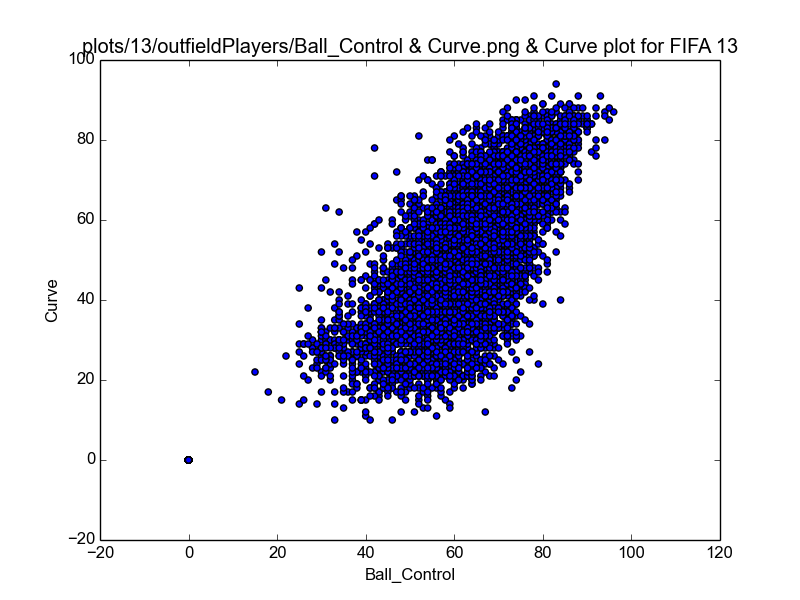 plots/13/outfieldPlayers/Ball_Control & Curve.png & Curve plot for FIFA 13
100
80
60
40
20
0
−20
Curve
−20 0 20 40 60 80 100 120
Ball_Control